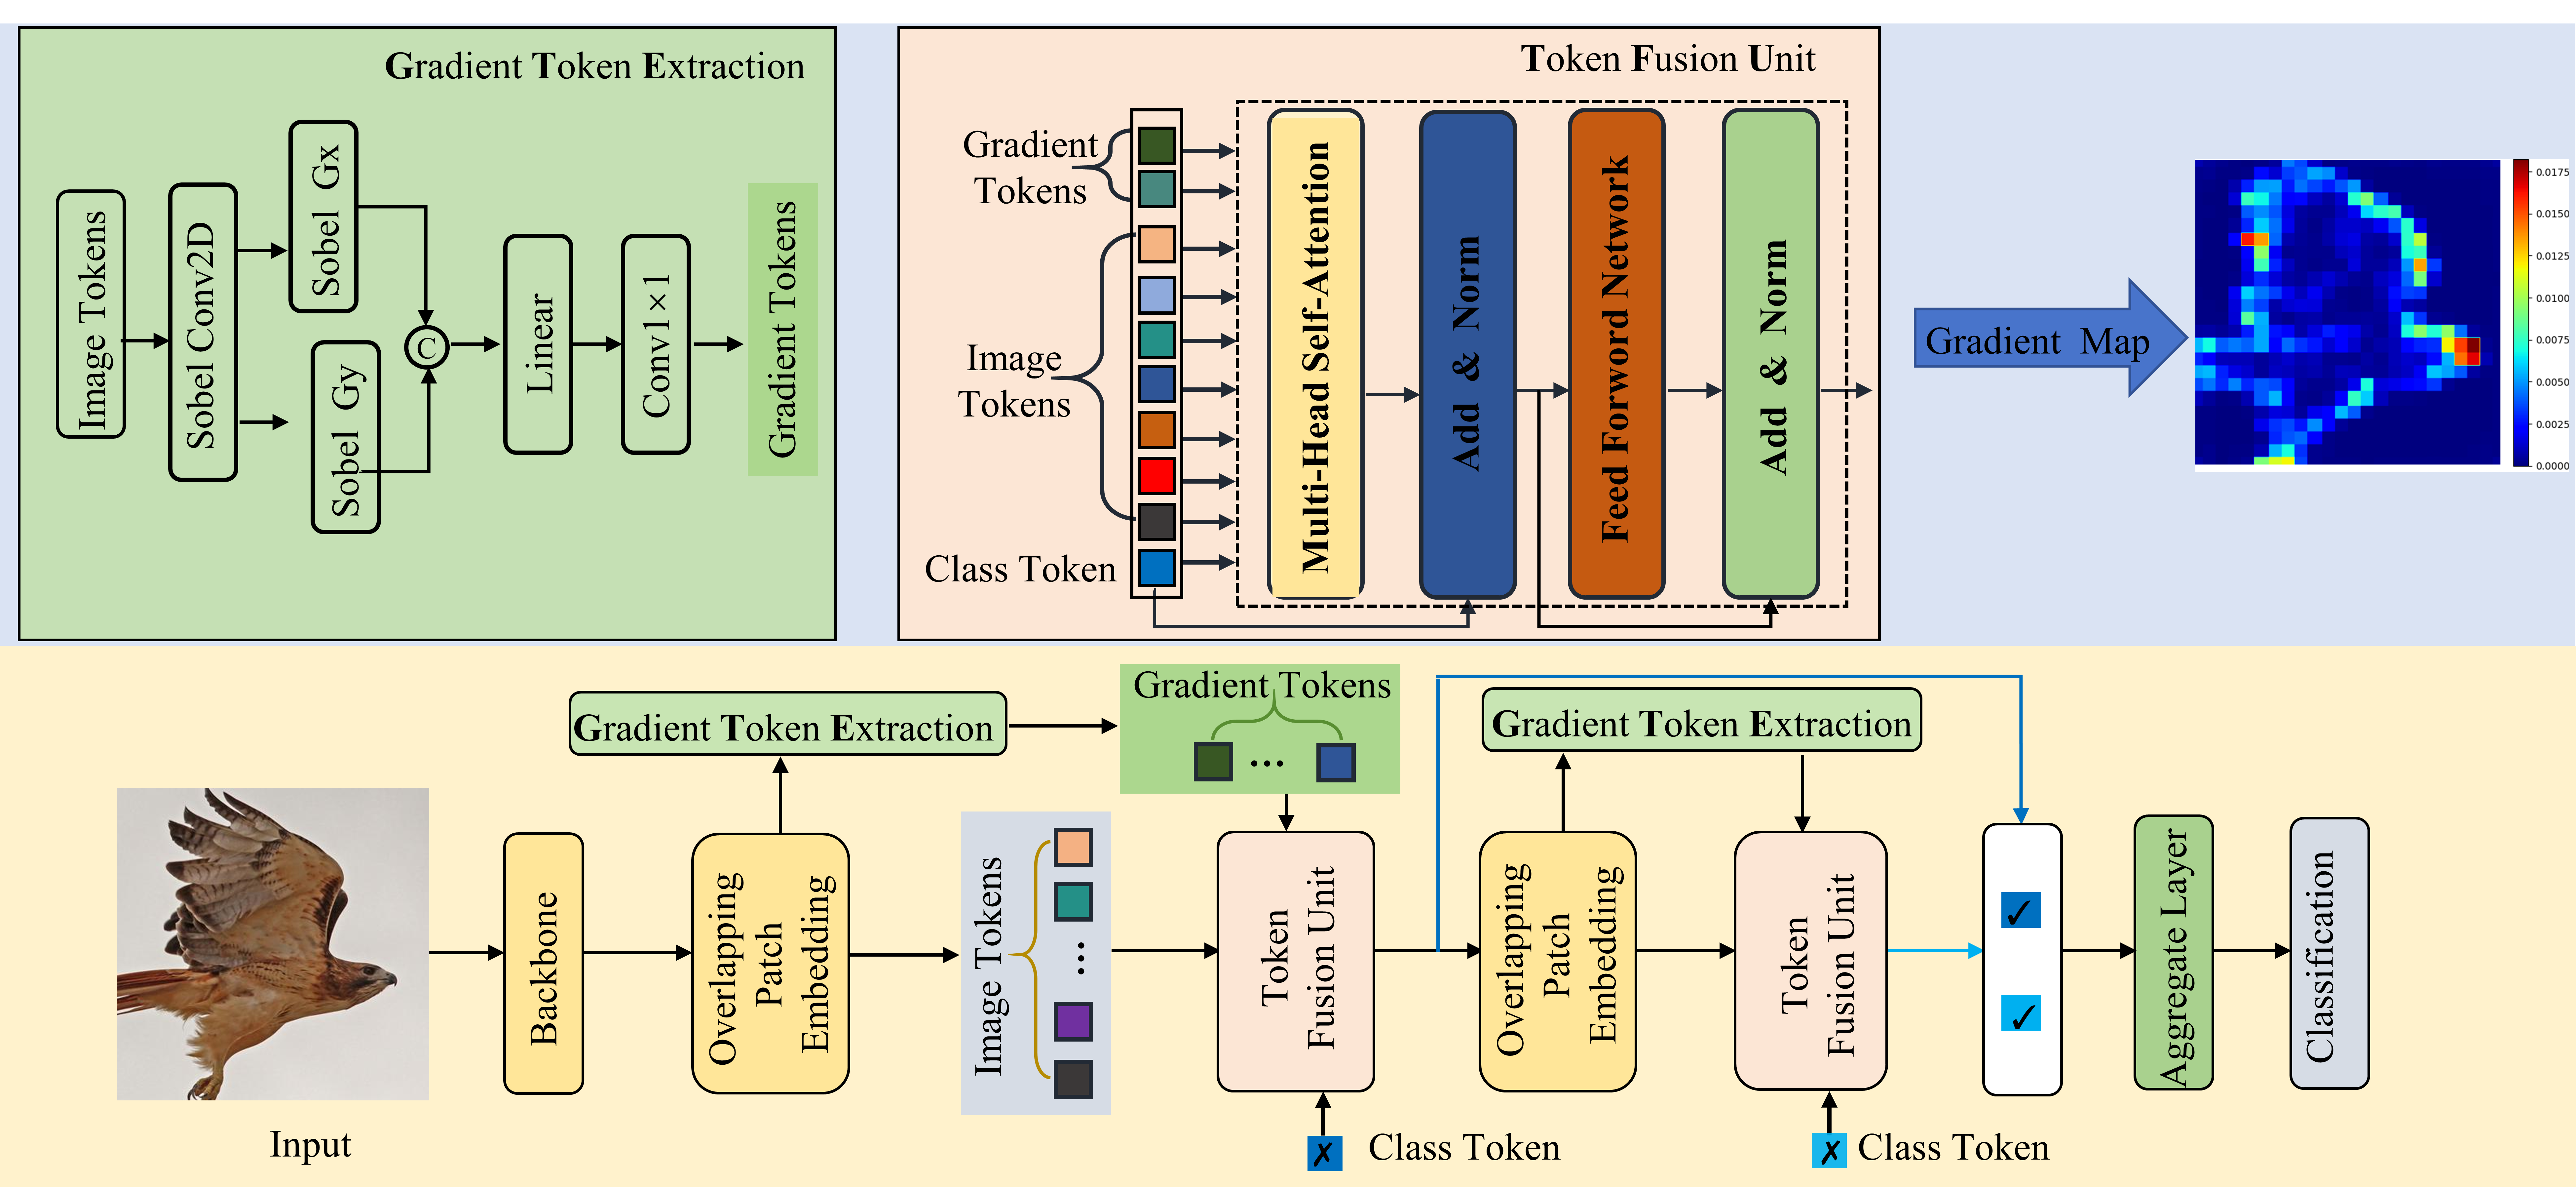 Gradient Token Extraction
Image Tokens
Sobel Conv2D
Sobel Gx
Sobel Gy
C
Linear
Conv1×1
Gradient Tokens
Token Fusion Unit
Gradient
Tokens
Image
Tokens
Class Token
Multi-Head Self-Attention
Add & Norm
Feed Forword Network
Add & Norm
Gradient Map
0.0175
0.0150
0.0125
0.0100
0.0075
0.0050
0.0025
0.0000
Gradient Token Extraction
Gradient Tokens
...
Gradient Token Extraction
Input
Backbone
Overlapping
Patch
Embedding
Image Tokens
...
Token
Fusion Unit
✗ Class Token
Overlapping
Patch
Embedding
Token
Fusion Unit
✗ Class Token
✓
✓
Aggregate Layer
Classification